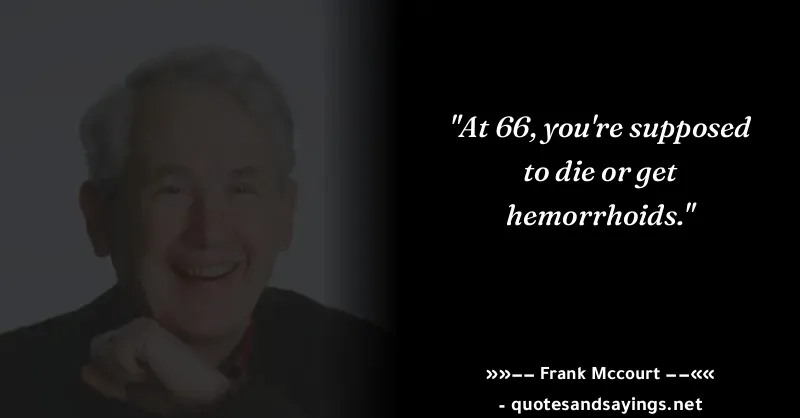 "At 66, you're supposed
to die or get
hemorrhoids."
»»—— Frank Mccourt ——««
- quotesandsayings.net